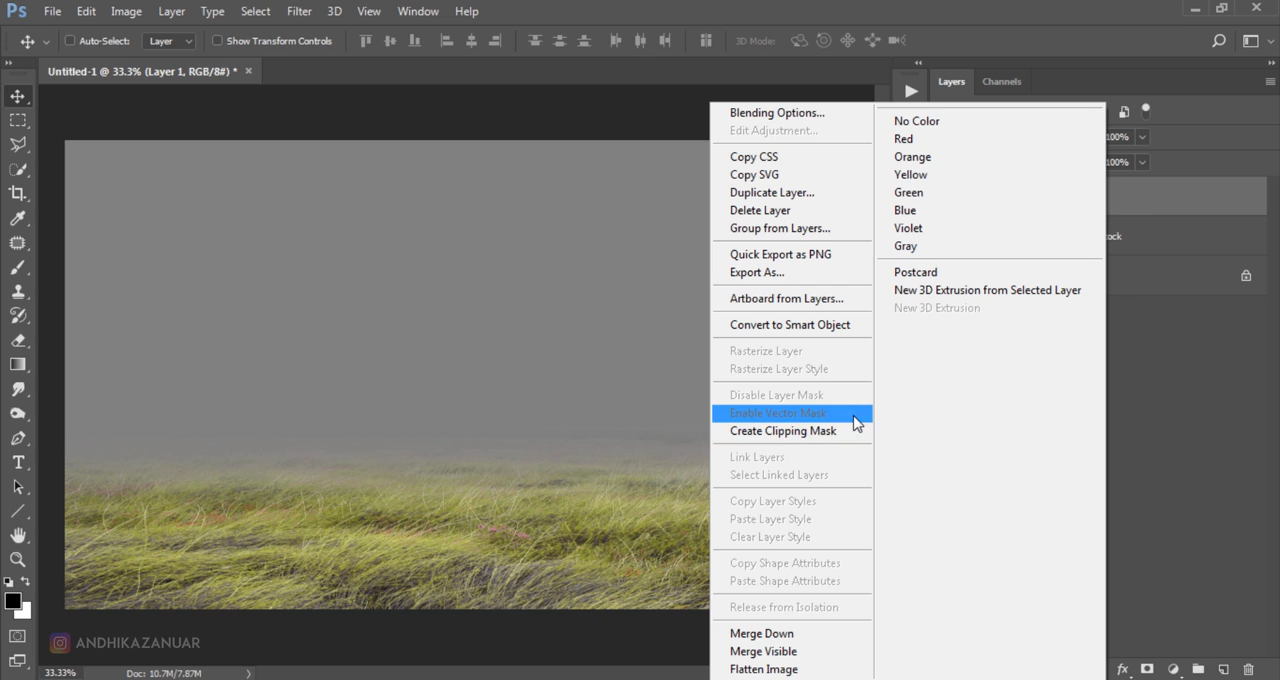 Ps File Edit Image Layer Type Select Filter 3D View Window Help
Auto-Select: Layer Show Transform Controls 3D Mode:
Untitled-1 @ 33.3% (Layer 1, RGB/8#) * ×
Layers Channels
Blending Options...
Edit Adjustment...
Copy CSS
Copy SVG
Duplicate Layer...
Delete Layer
Group from Layers...
Quick Export as PNG
Export As...
Artboard from Layers...
Convert to Smart Object
Rasterize Layer
Rasterize Layer Style
Disable Layer Mask
Enable Vector Mask
Create Clipping Mask
Link Layers
Select Linked Layers
Copy Layer Styles
Paste Layer Style
Clear Layer Style
Copy Shape Attributes
Paste Shape Attributes
Release from Isolation
Merge Down
Merge Visible
Flatten Image
No Color
Red
Orange
Yellow
Green
Blue
Violet
Gray
Postcard
New 3D Extrusion from Selected Layer
New 3D Extrusion
100%
100%
ock
ANDHIKAZANUAR
33.33% Doc: 10.7M/7.87M
fx